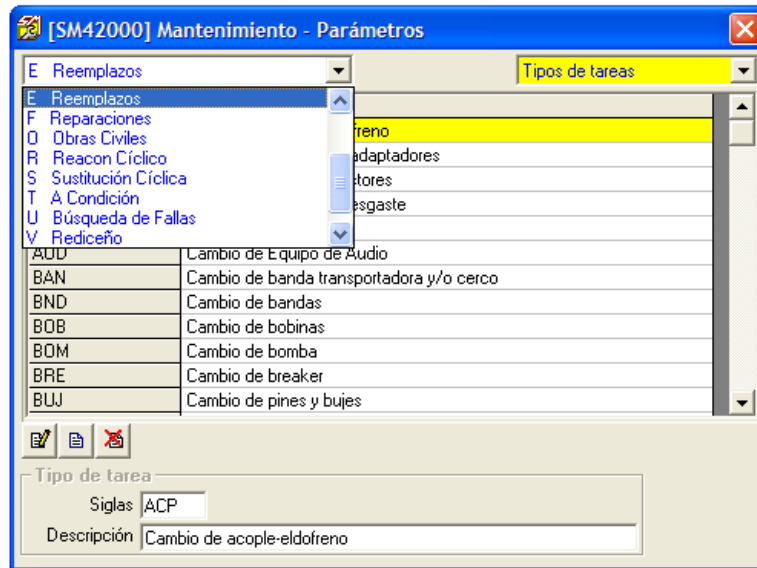 [SM42000] Mantenimiento - Parámetros
E Reemplazos
Tipos de tareas
E Reemplazos
F Reparaciones
O Obras Civiles
R Reacon Cíclico
S Sustitución Cíclica
T A Condición
U Búsqueda de Fallas
V Rediceño
freno
adaptadores
ctores
esgaste
AUD Cambio de Equipo de Audio
BAN Cambio de banda transportadora y/o cerco
BND Cambio de bandas
BOB Cambio de bobinas
BOM Cambio de bomba
BRE Cambio de breaker
BUJ Cambio de pines y bujes
Tipo de tarea
Siglas ACP
Descripción Cambio de acople-eldofreno